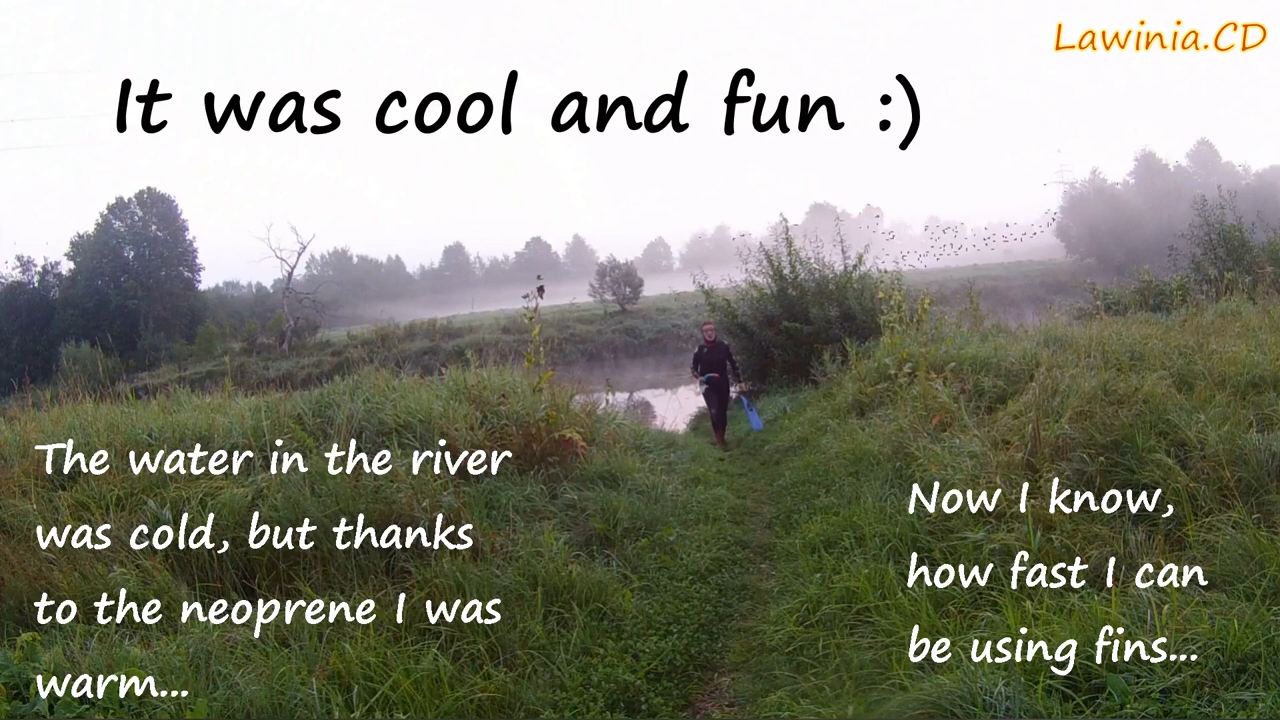 Lawinia.CD
It was cool and fun :)
The water in the river
was cold, but thanks
to the neoprene I was
warm...
Now I know,
how fast I can
be using fins...